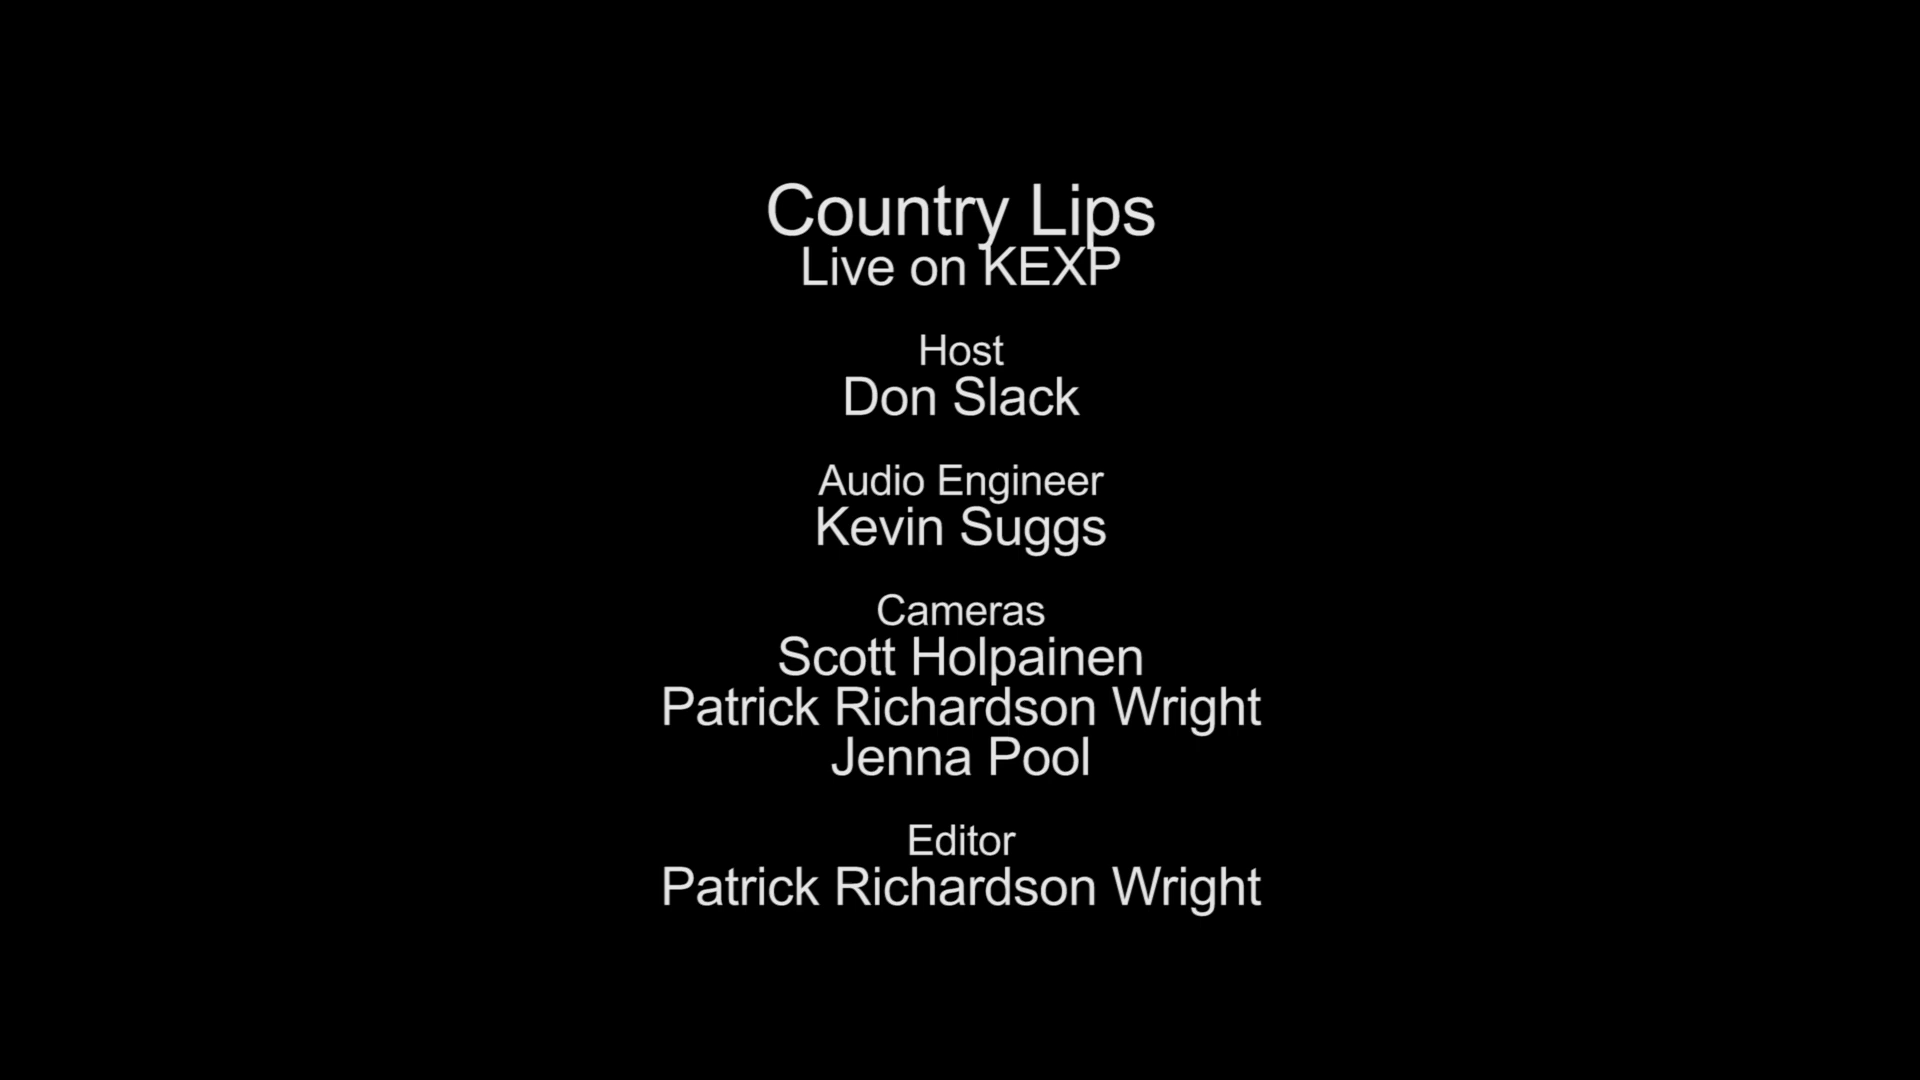 Country Lips
Live on KEXP
Host
Don Slack
Audio Engineer
Kevin Suggs
Cameras
Scott Holpainen
Patrick Richardson Wright
Jenna Pool
Editor
Patrick Richardson Wright